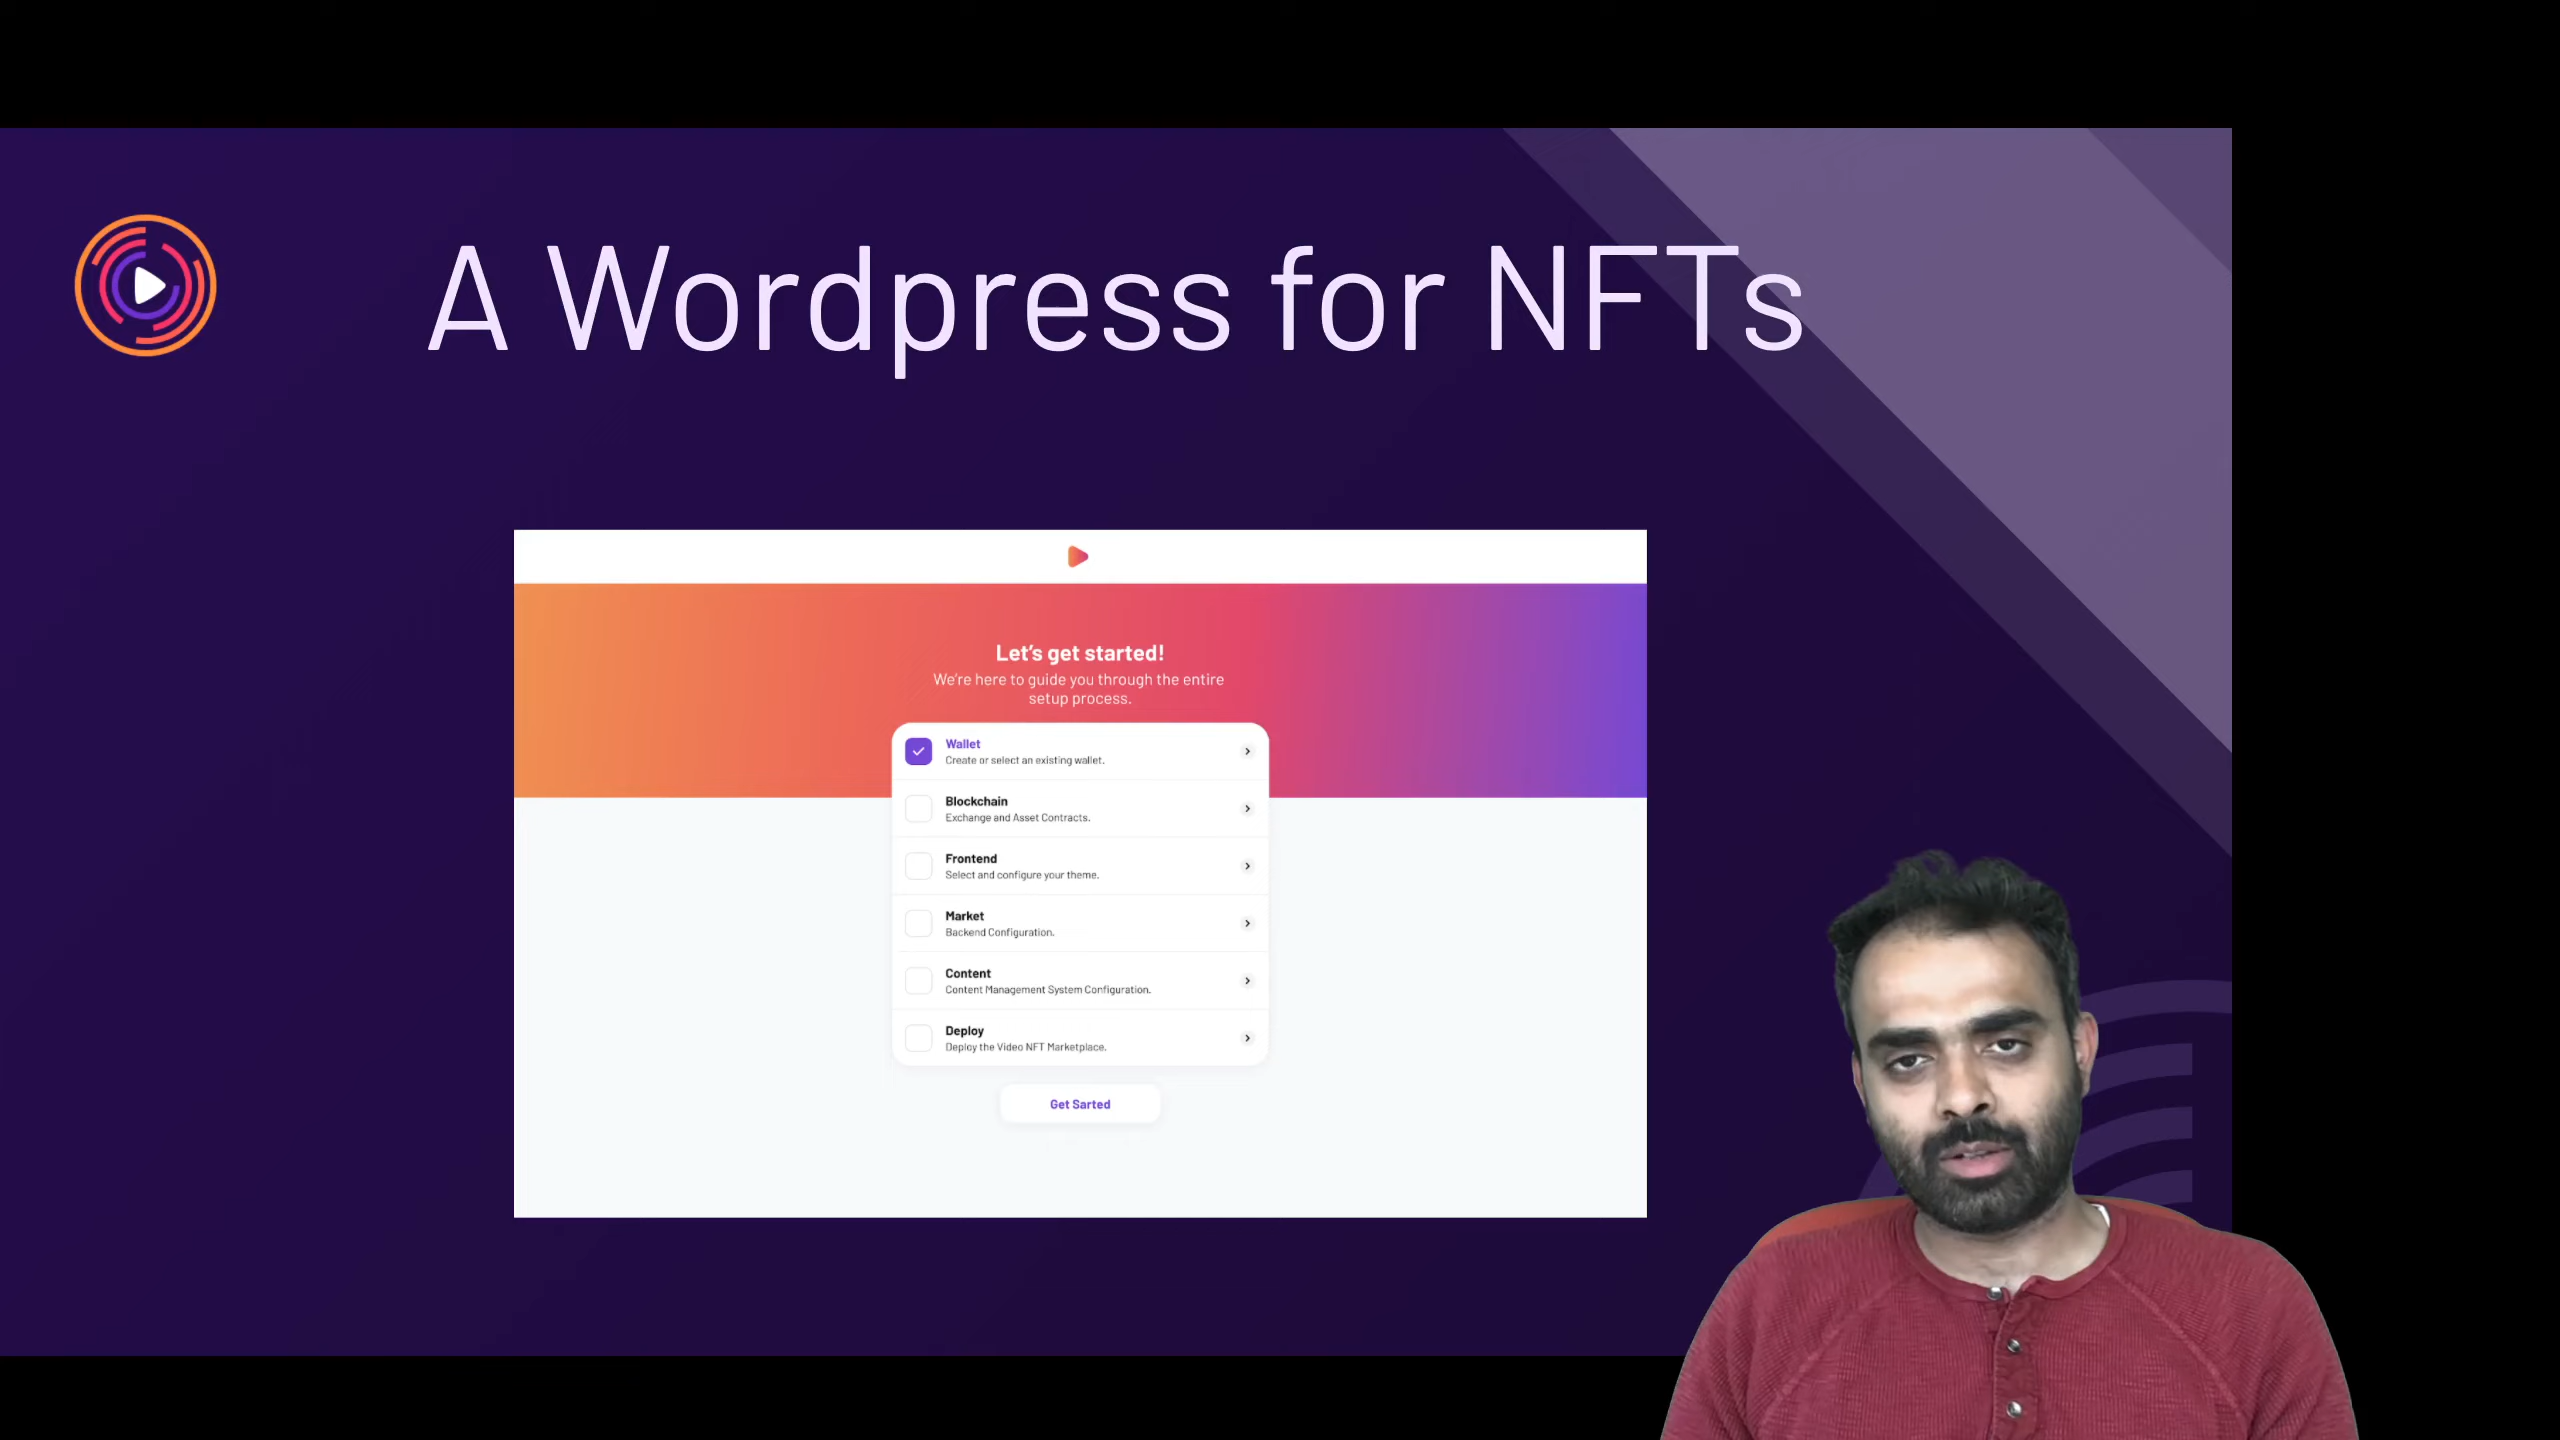 A Wordpress for NFTs
Let's get started!
We're here to guide you through the entire
setup process.
Wallet
Create or select an existing wallet.
Blockchain
Exchange and Asset Contracts.
Frontend
Select and configure your theme.
Market
Backend Configuration.
Content
Content Management System Configuration.
Deploy
Deploy the Video NFT Marketplace.
Get Sarted